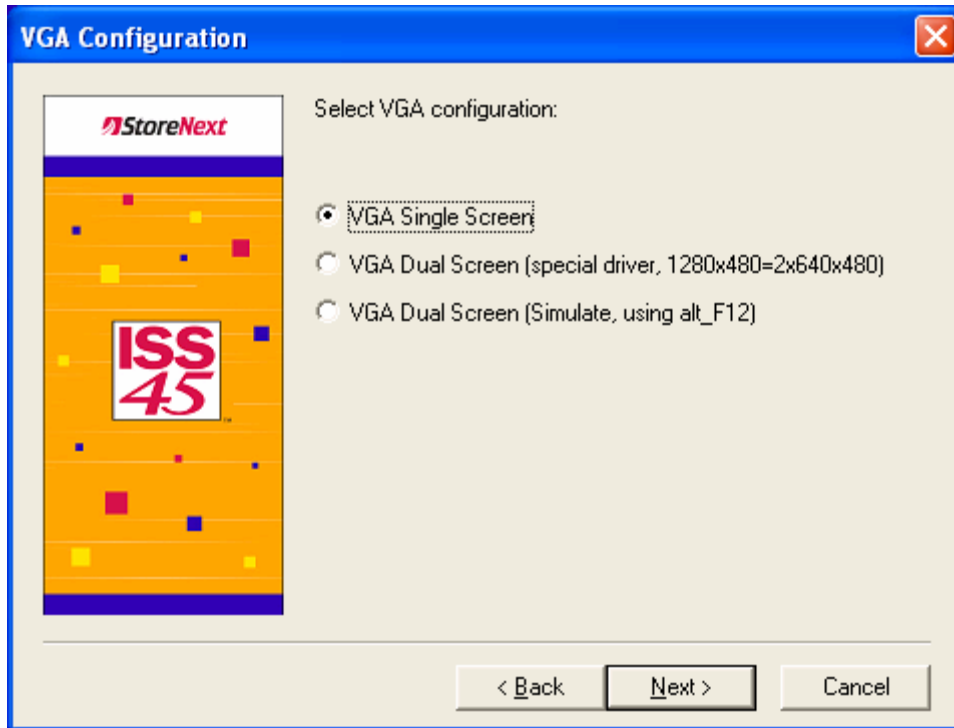 VGA Configuration
StoreNext
Select VGA configuration:
VGA Single Screen
VGA Dual Screen (special driver, 1280x480=2x640x480)
VGA Dual Screen (Simulate, using alt_F12)
ISS
45
™
< Back
Next >
Cancel